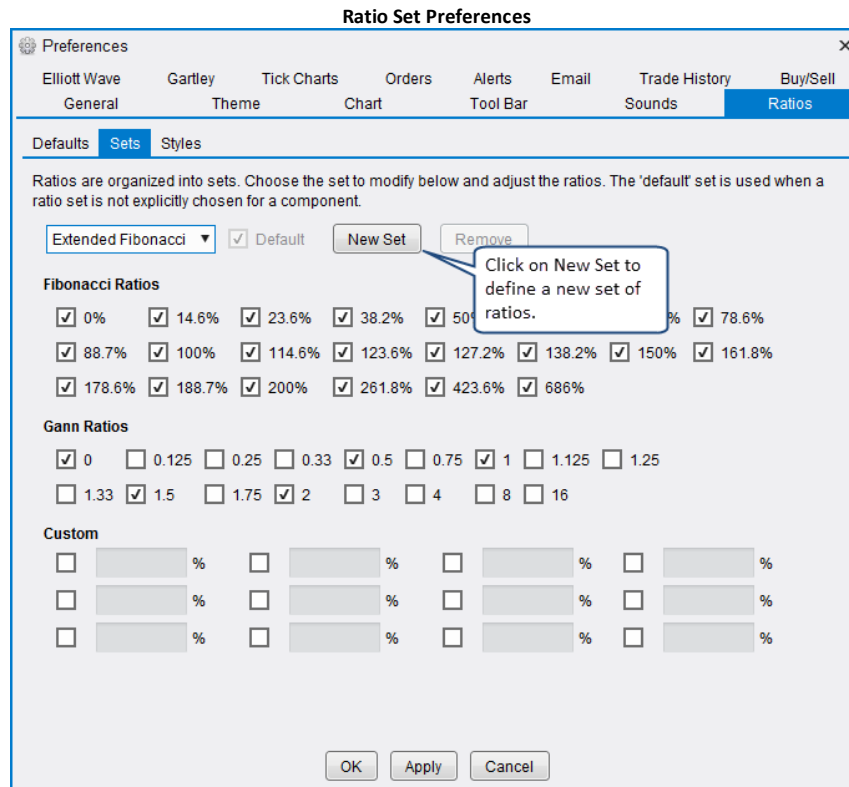 Ratio Set Preferences
Preferences
Elliott Wave Gartley Tick Charts Orders Alerts Email Trade History Buy/Sell
General Theme Chart Tool Bar Sounds Ratios
Defaults Sets Styles
Ratios are organized into sets. Choose the set to modify below and adjust the ratios. The 'default' set is used when a
ratio set is not explicitly chosen for a component.
Extended Fibonacci Default New Set Remove
Click on New Set to
define a new set of
ratios.
Fibonacci Ratios
0% 14.6% 23.6% 38.2% 50% % 78.6%
88.7% 100% 114.6% 123.6% 127.2% 138.2% 150% 161.8%
178.6% 188.7% 200% 261.8% 423.6% 686%
Gann Ratios
0 0.125 0.25 0.33 0.5 0.75 1 1.125 1.25
1.33 1.5 1.75 2 3 4 8 16
Custom
% % % %
% % % %
% % % %
OK Apply Cancel